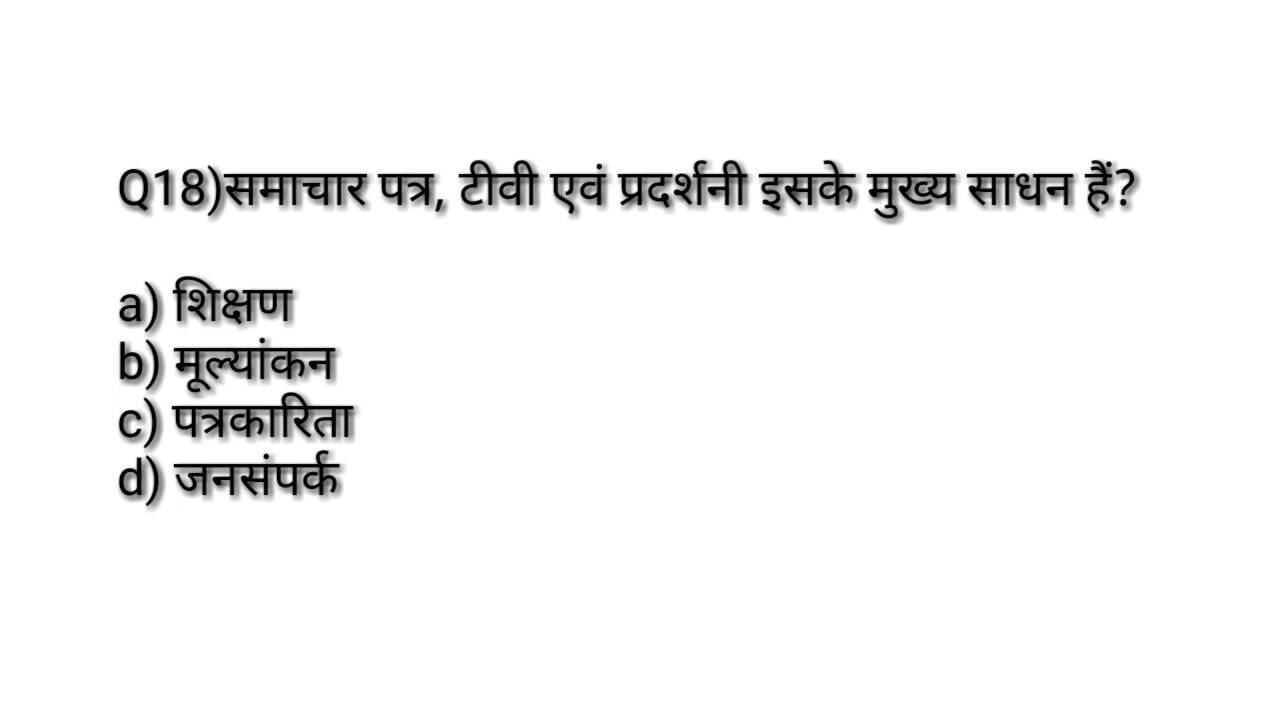 Q18)समाचार पत्र, टीवी एवं प्रदर्शनी इसके मुख्य साधन हैं?
a) शिक्षण
b) मूल्यांकन
c) पत्रकारिता
d) जनसंपर्क